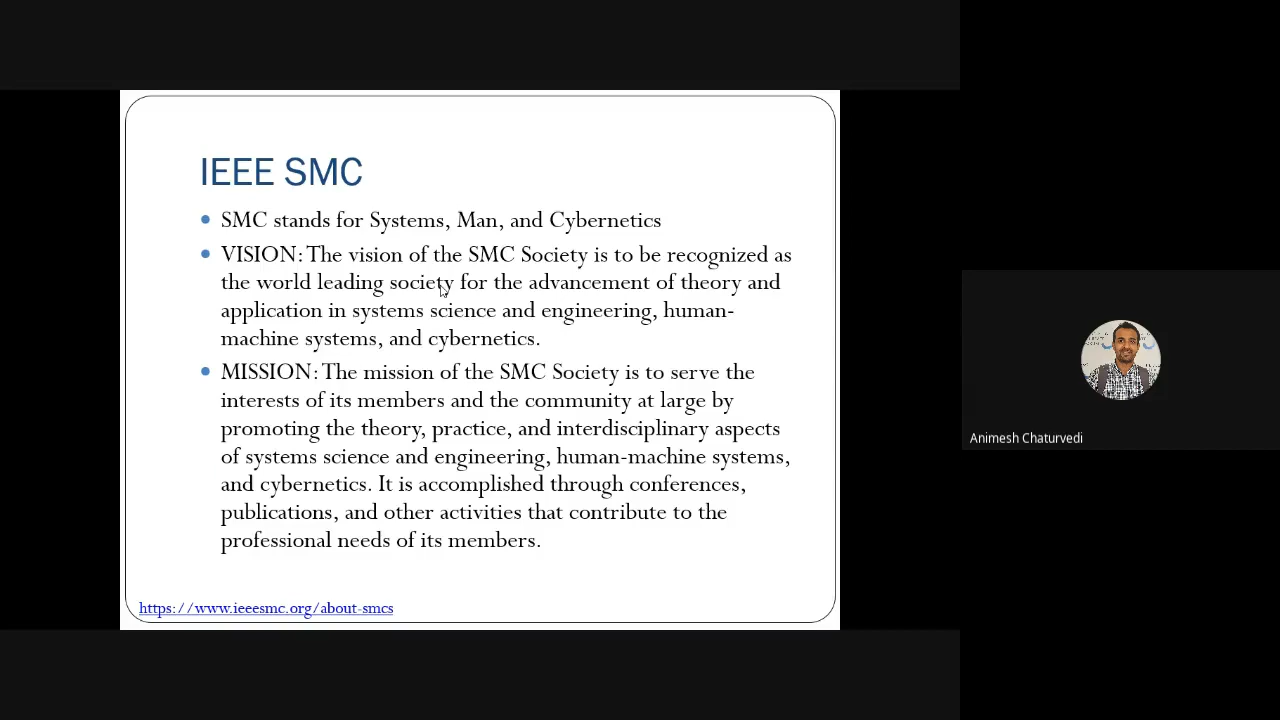 IEEE SMC
SMC stands for Systems, Man, and Cybernetics
VISION: The vision of the SMC Society is to be recognized as
the world leading society for the advancement of theory and
application in systems science and engineering, human-
machine systems, and cybernetics.
MISSION: The mission of the SMC Society is to serve the
interests of its members and the community at large by
promoting the theory, practice, and interdisciplinary aspects
of systems science and engineering, human-machine systems,
and cybernetics. It is accomplished through conferences,
publications, and other activities that contribute to the
professional needs of its members.
https://www.ieeesmc.org/about-smcs
Animesh Chaturvedi